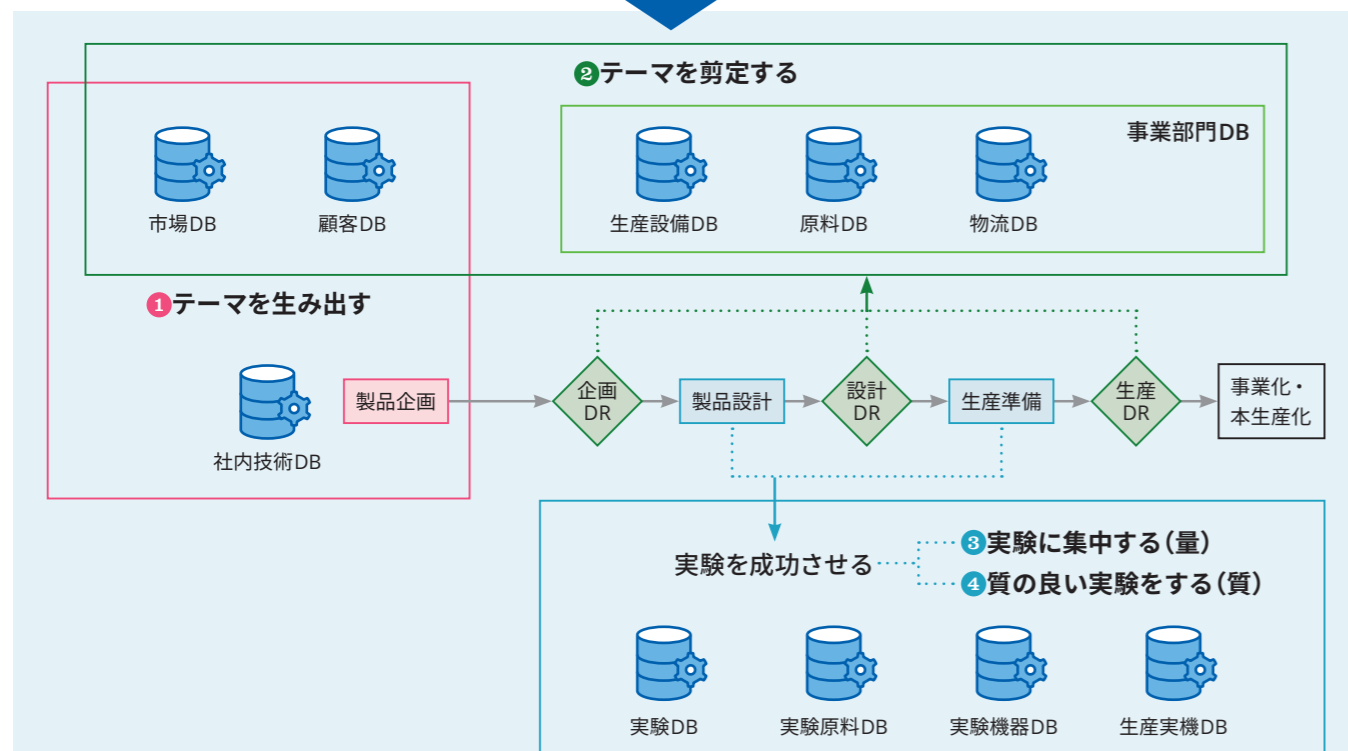 ❷テーマを剪定する
事業部門DB
市場DB
顧客DB
生産設備DB
原料DB
物流DB
❶テーマを生み出す
社内技術DB
製品企画
企画
DR
製品設計
設計
DR
生産準備
生産
DR
事業化・
本生産化
実験を成功させる
❸実験に集中する(量)
❹質の良い実験をする(質)
実験DB
実験原料DB
実験機器DB
生産実機DB